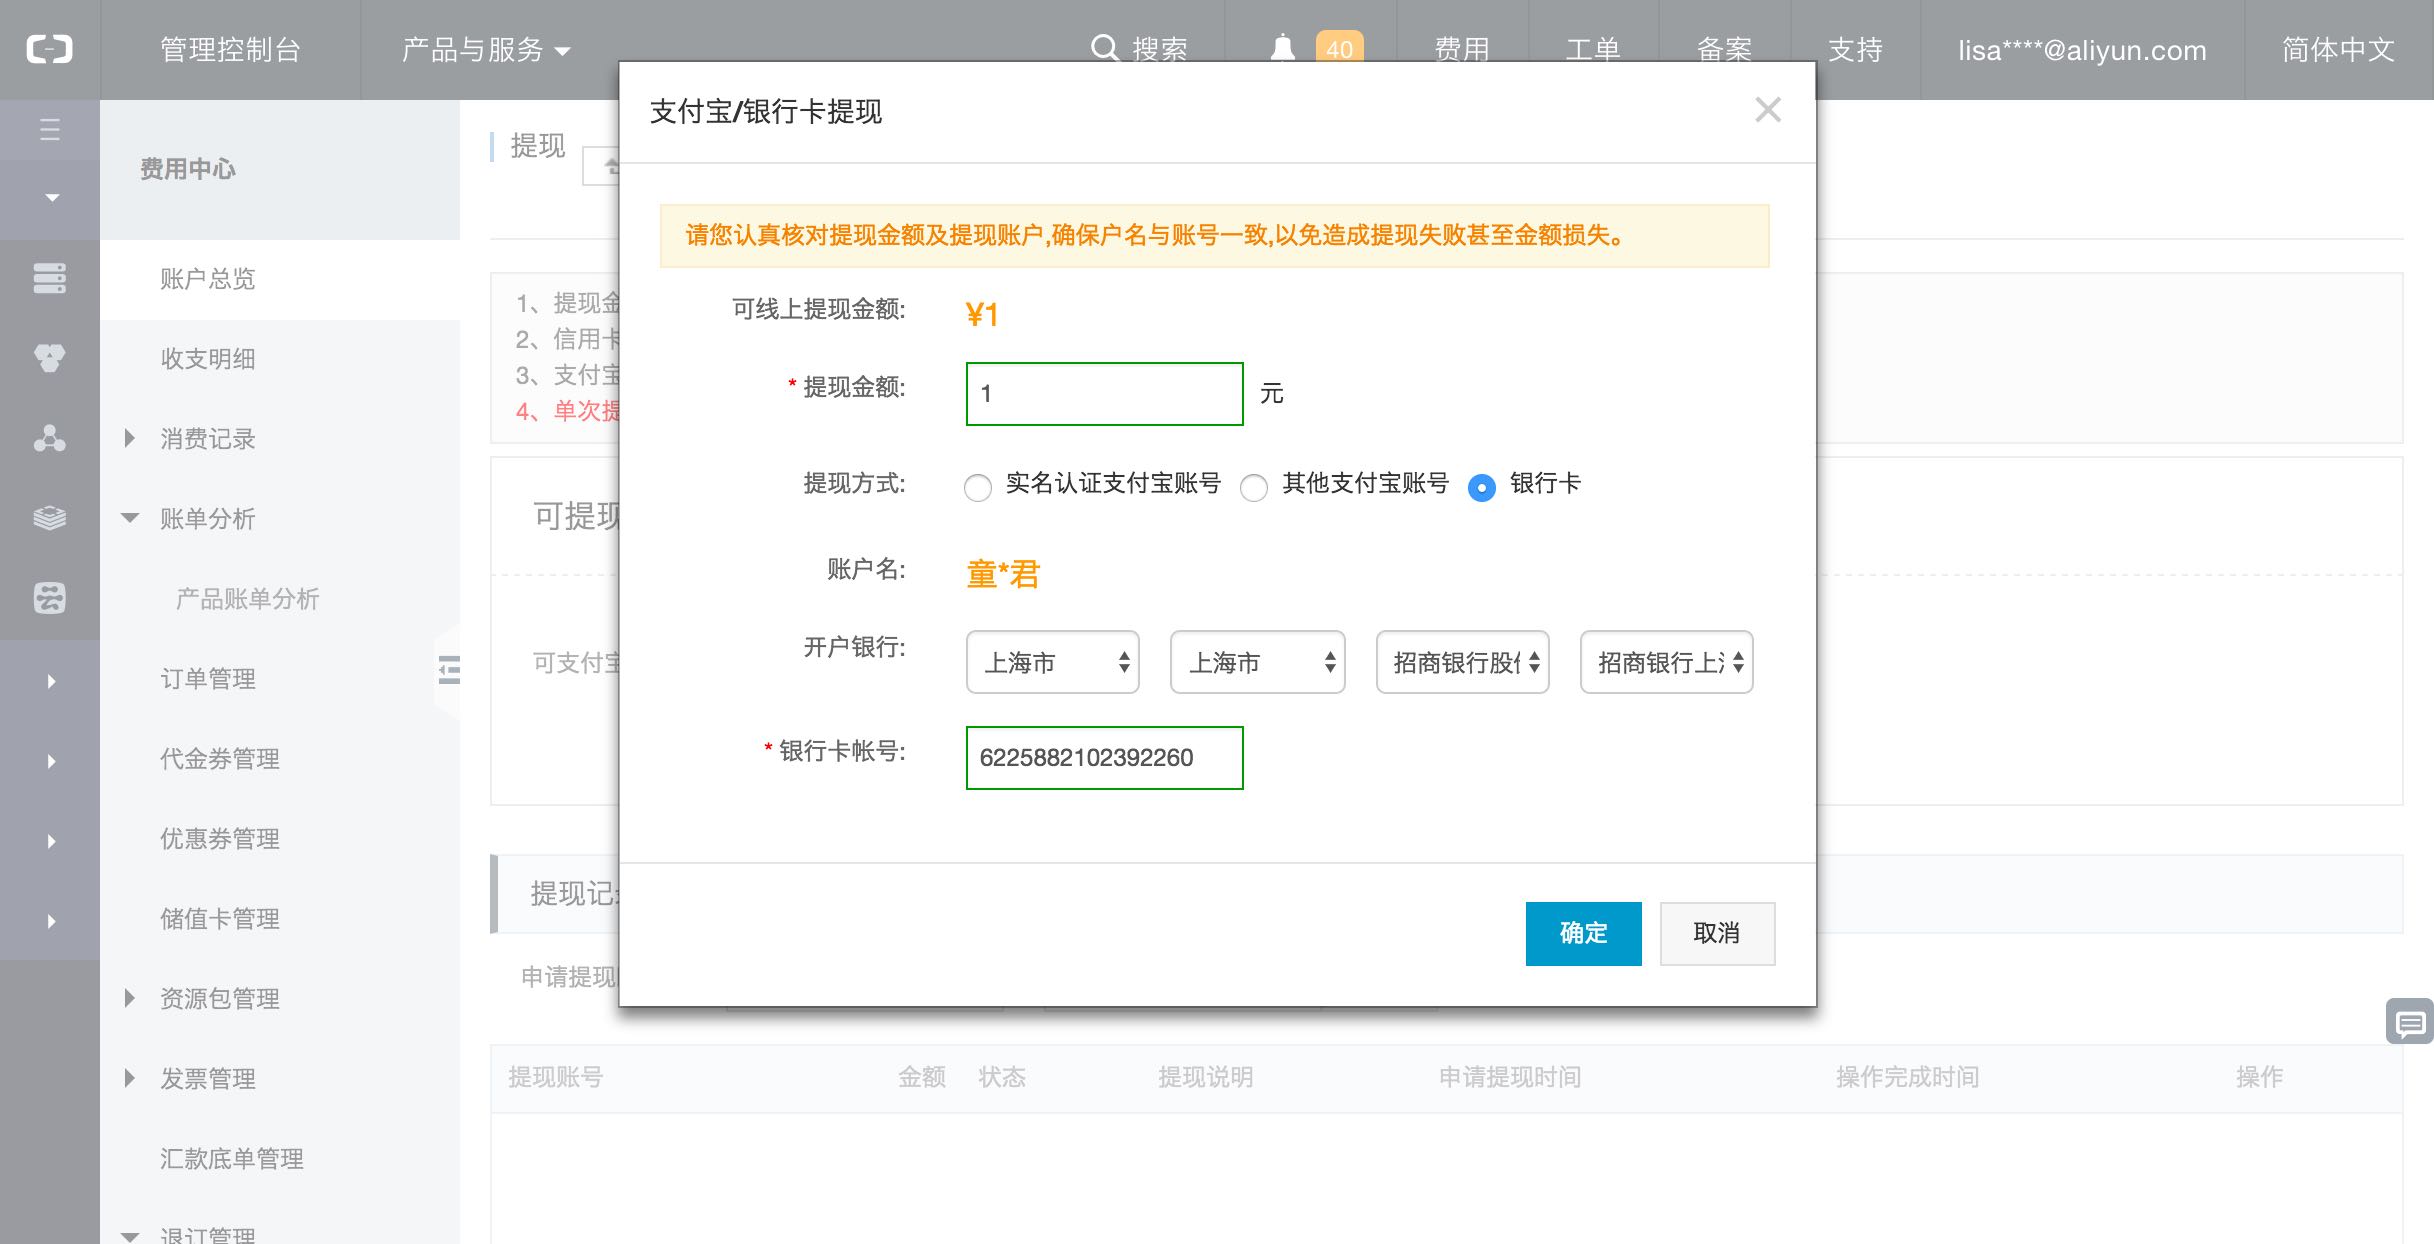 管理控制台
产品与服务
搜索
40
费用
工单
备案
支持
lisa****@aliyun.com
简体中文
费用中心
账户总览
收支明细
消费记录
账单分析
产品账单分析
订单管理
代金券管理
优惠券管理
储值卡管理
资源包管理
发票管理
汇款底单管理
退订管理
提现
1、提现金
2、信用卡
3、支付宝
4、单次提
可提现
可支付宝
提现记
申请提现
提现账号
金额
状态
提现说明
申请提现时间
操作完成时间
操作
支付宝/银行卡提现
请您认真核对提现金额及提现账户,确保户名与账号一致,以免造成提现失败甚至金额损失。
可线上提现金额: ¥1
* 提现金额: 1 元
提现方式: 实名认证支付宝账号 其他支付宝账号 银行卡
账户名: 童*君
开户银行: 上海市 上海市 招商银行股 招商银行上
* 银行卡帐号: 6225882102392260
确定 取消